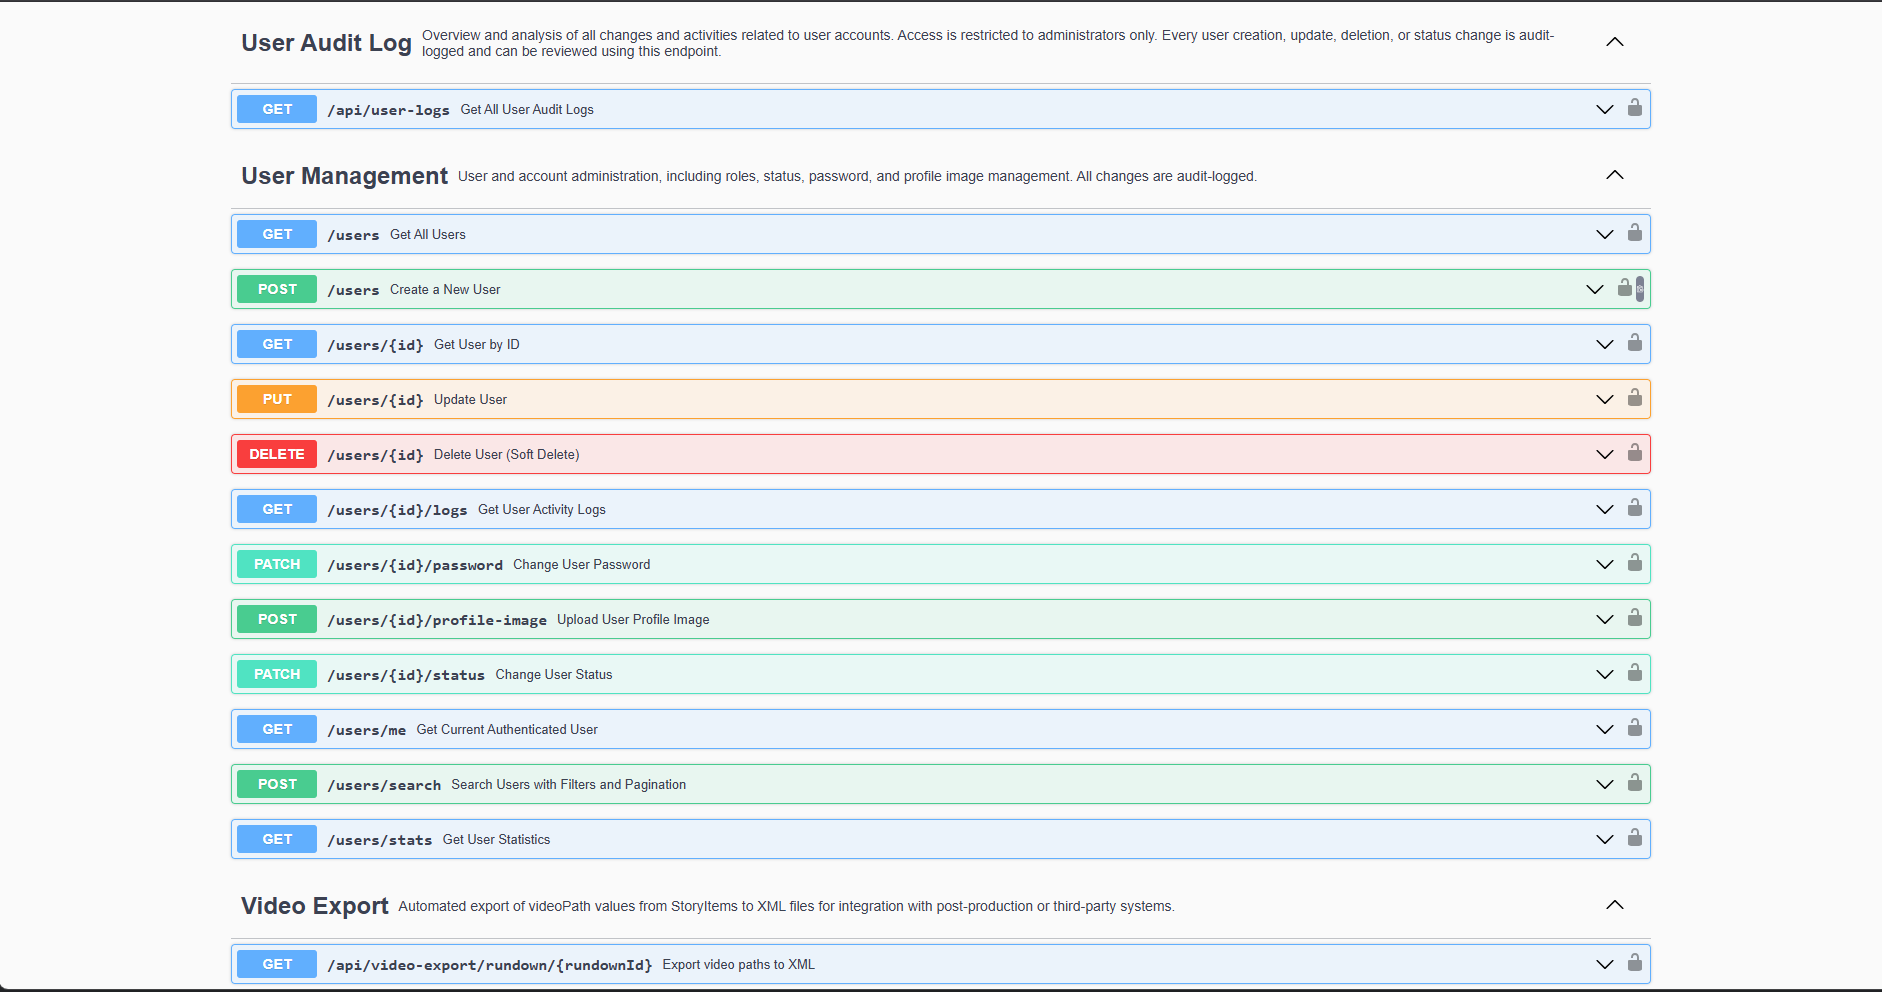 User Audit Log
Overview and analysis of all changes and activities related to user accounts. Access is restricted to administrators only. Every user creation, update, deletion, or status change is audit-
logged and can be reviewed using this endpoint.
GET /api/user-logs Get All User Audit Logs
User Management User and account administration, including roles, status, password, and profile image management. All changes are audit-logged.
GET /users Get All Users
POST /users Create a New User
GET /users/{id} Get User by ID
PUT /users/{id} Update User
DELETE /users/{id} Delete User (Soft Delete)
GET /users/{id}/logs Get User Activity Logs
PATCH /users/{id}/password Change User Password
POST /users/{id}/profile-image Upload User Profile Image
PATCH /users/{id}/status Change User Status
GET /users/me Get Current Authenticated User
POST /users/search Search Users with Filters and Pagination
GET /users/stats Get User Statistics
Video Export Automated export of videoPath values from StoryItems to XML files for integration with post-production or third-party systems.
GET /api/video-export/rundown/{rundownId} Export video paths to XML